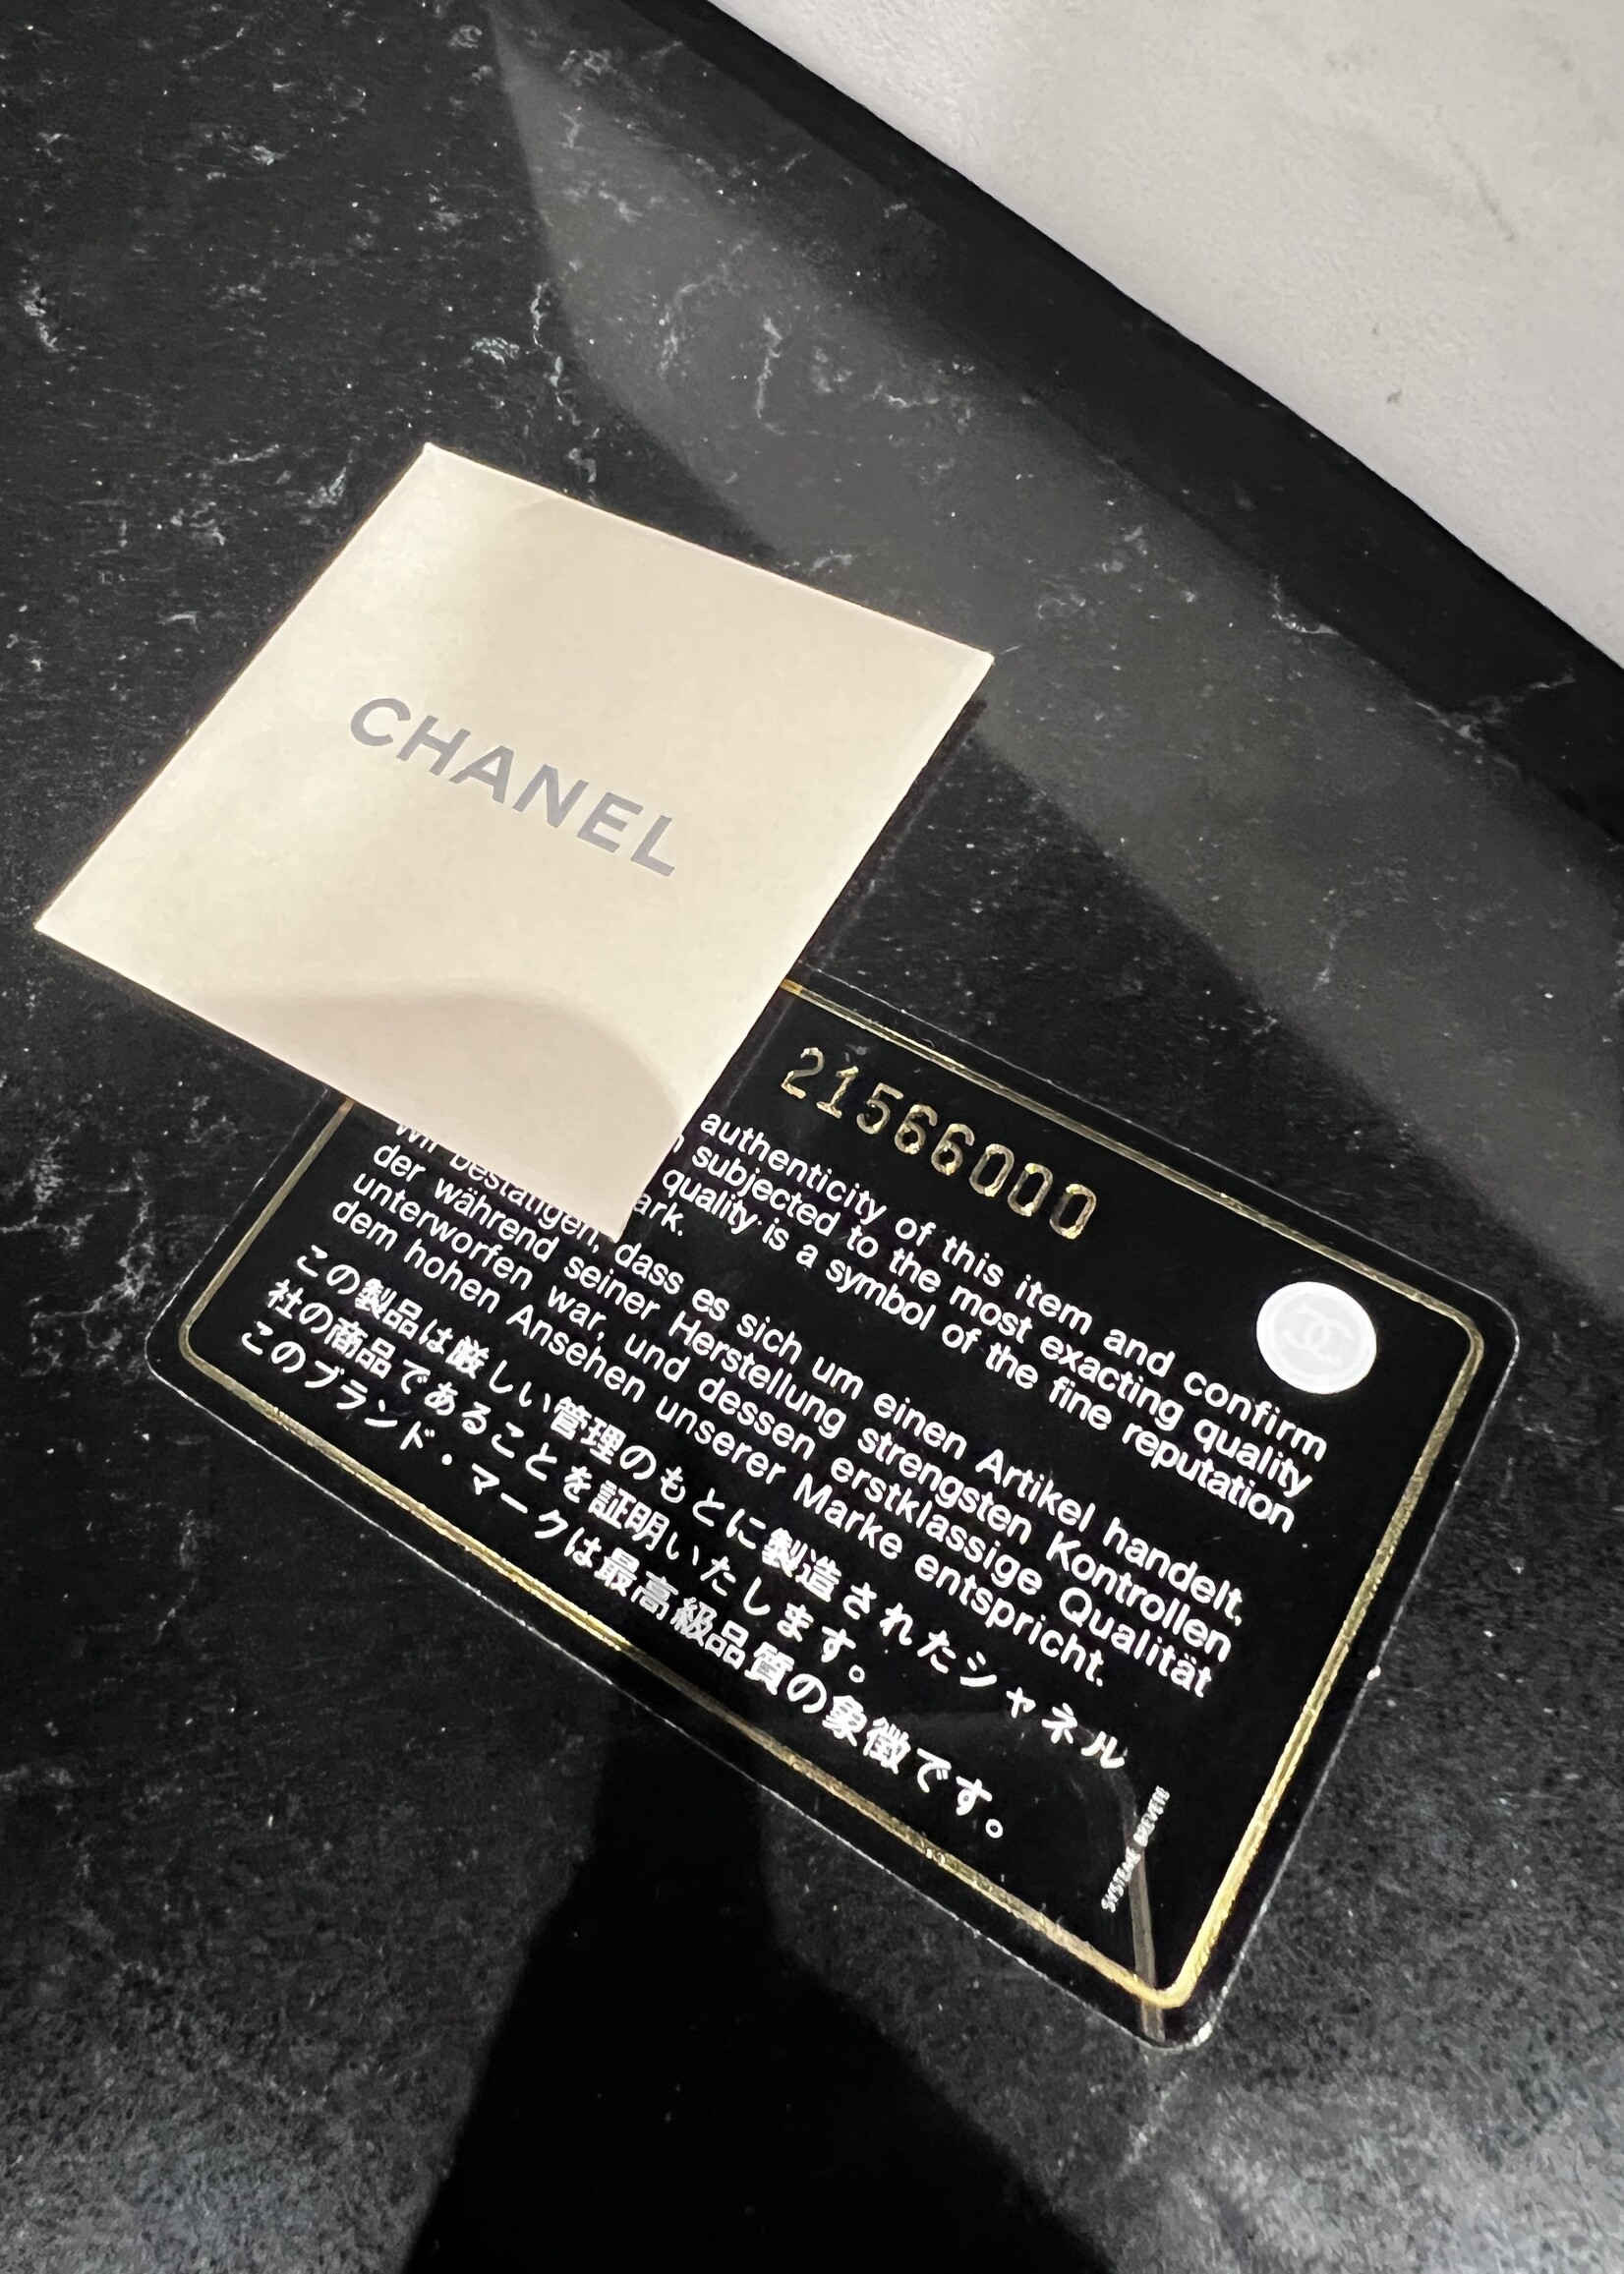 CHANEL
21566000
authenticity of this item and confirm
subjected to the most exacting quality
quality is a symbol of the fine reputation
ark.
Wir bestätigen, dass es sich um einen Artikel handelt,
der während seiner Herstellung strengsten Kontrollen
unterworfen war, und dessen erstklassige Qualität
dem hohen Ansehen unserer Marke entspricht.
この製品は厳しい管理のもとに製造されたシャネル
社の商品であることを証明いたします。
このブランド・マークは最高級品質の象徴です。
SYSTEME BREVETE